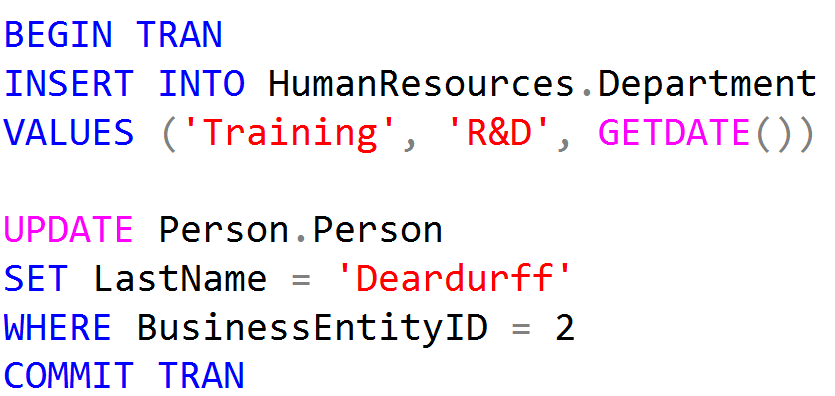 BEGIN TRAN
INSERT INTO HumanResources.Department
VALUES ('Training', 'R&D', GETDATE())
UPDATE Person.Person
SET LastName = 'Deardurff'
WHERE BusinessEntityID = 2
COMMIT TRAN